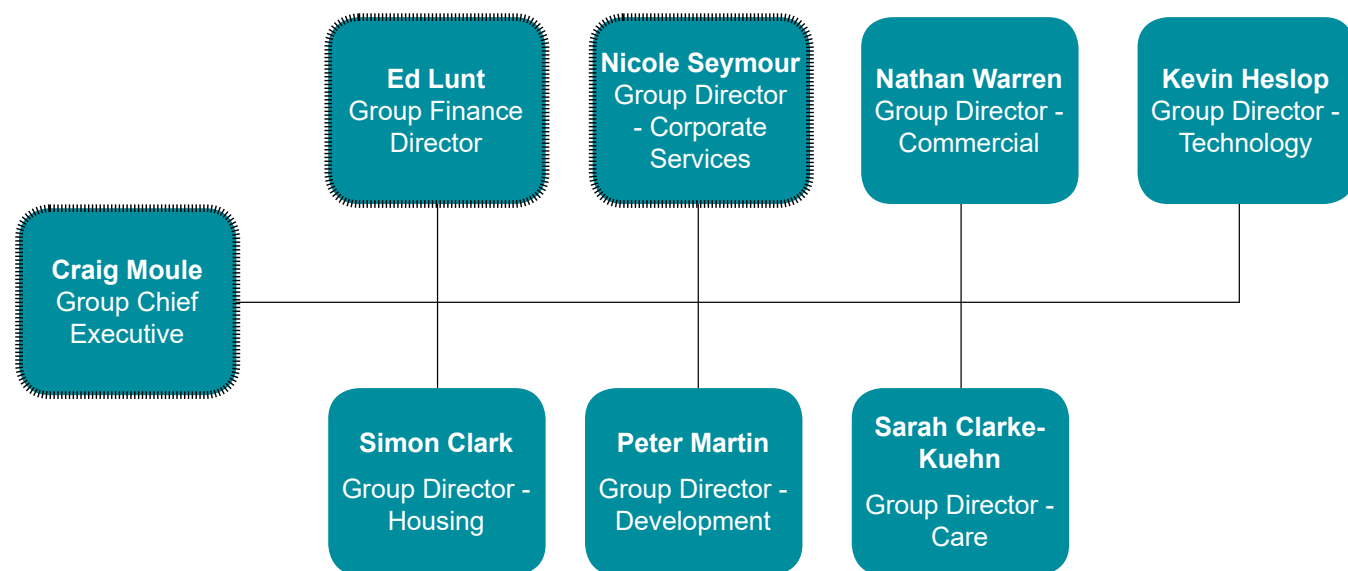 Ed Lunt
Group Finance
Director
Nicole Seymour
Group Director
- Corporate
Services
Nathan Warren
Group Director -
Commercial
Kevin Heslop
Group Director -
Technology
Craig Moule
Group Chief
Executive
Simon Clark
Group Director -
Housing
Peter Martin
Group Director -
Development
Sarah Clarke-
Kuehn
Group Director -
Care